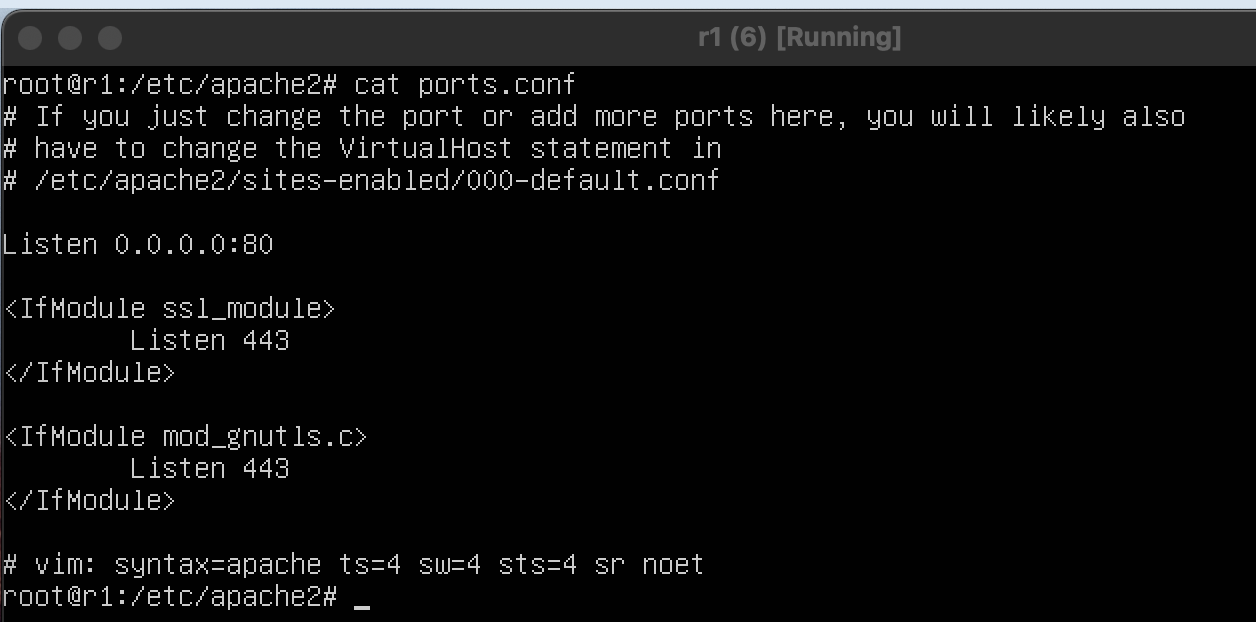 r1 (6) [Running]
root@r1:/etc/apache2# cat ports.conf
# If you just change the port or add more ports here, you will likely also
# have to change the VirtualHost statement in
# /etc/apache2/sites-enabled/000-default.conf
Listen 0.0.0.0:80
<IfModule ssl_module>
        Listen 443
</IfModule>
<IfModule mod_gnutls.c>
        Listen 443
</IfModule>
# vim: syntax=apache ts=4 sw=4 sts=4 sr noet
root@r1:/etc/apache2# _